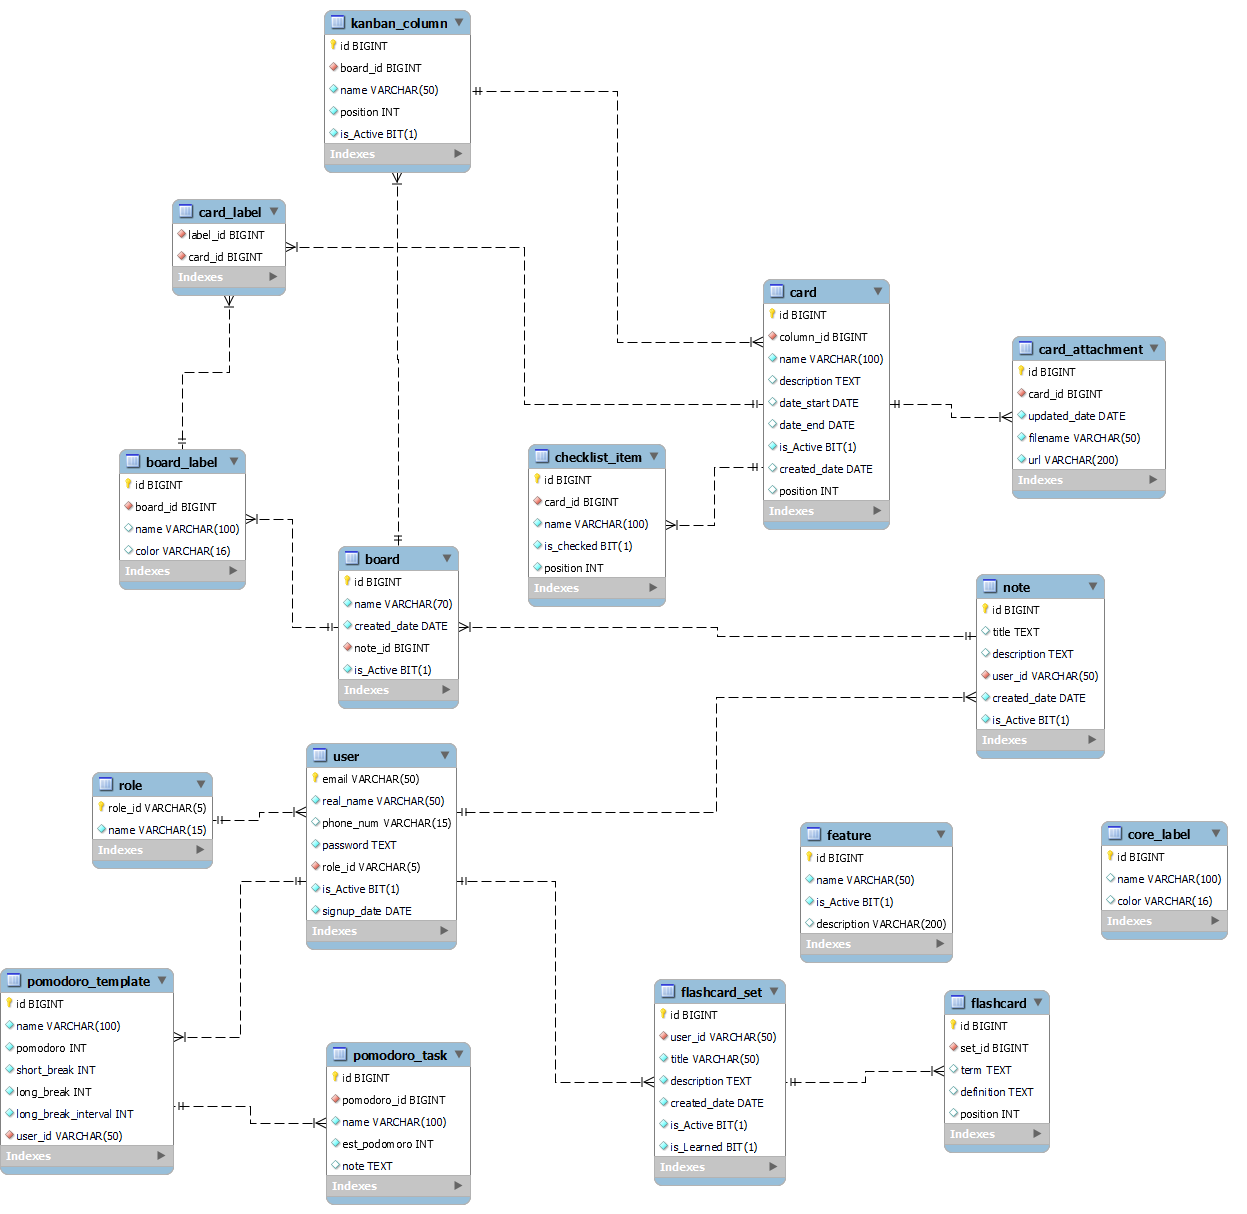 kanban_column
id BIGINT
board_id BIGINT
name VARCHAR(50)
position INT
is_Active BIT(1)
Indexes
card_label
label_id BIGINT
card_id BIGINT
Indexes
card
id BIGINT
column_id BIGINT
name VARCHAR(100)
description TEXT
date_start DATE
date_end DATE
is_Active BIT(1)
created_date DATE
position INT
Indexes
card_attachment
id BIGINT
card_id BIGINT
updated_date DATE
filename VARCHAR(50)
url VARCHAR(200)
Indexes
board_label
id BIGINT
board_id BIGINT
name VARCHAR(100)
color VARCHAR(16)
Indexes
checklist_item
id BIGINT
card_id BIGINT
name VARCHAR(100)
is_checked BIT(1)
position INT
Indexes
board
id BIGINT
name VARCHAR(70)
created_date DATE
note_id BIGINT
is_Active BIT(1)
Indexes
note
id BIGINT
title TEXT
description TEXT
user_id VARCHAR(50)
created_date DATE
is_Active BIT(1)
Indexes
role
role_id VARCHAR(5)
name VARCHAR(15)
Indexes
user
email VARCHAR(50)
real_name VARCHAR(50)
phone_num VARCHAR(15)
password TEXT
role_id VARCHAR(5)
is_Active BIT(1)
signup_date DATE
Indexes
feature
id BIGINT
name VARCHAR(50)
is_Active BIT(1)
description VARCHAR(200)
Indexes
core_label
id BIGINT
name VARCHAR(100)
color VARCHAR(16)
Indexes
pomodoro_template
id BIGINT
name VARCHAR(100)
pomodoro INT
short_break INT
long_break INT
long_break_interval INT
user_id VARCHAR(50)
Indexes
pomodoro_task
id BIGINT
pomodoro_id BIGINT
name VARCHAR(100)
est_podomoro INT
note TEXT
Indexes
flashcard_set
id BIGINT
user_id VARCHAR(50)
title VARCHAR(50)
description TEXT
created_date DATE
is_Active BIT(1)
is_Learned BIT(1)
Indexes
flashcard
id BIGINT
set_id BIGINT
term TEXT
definition TEXT
position INT
Indexes